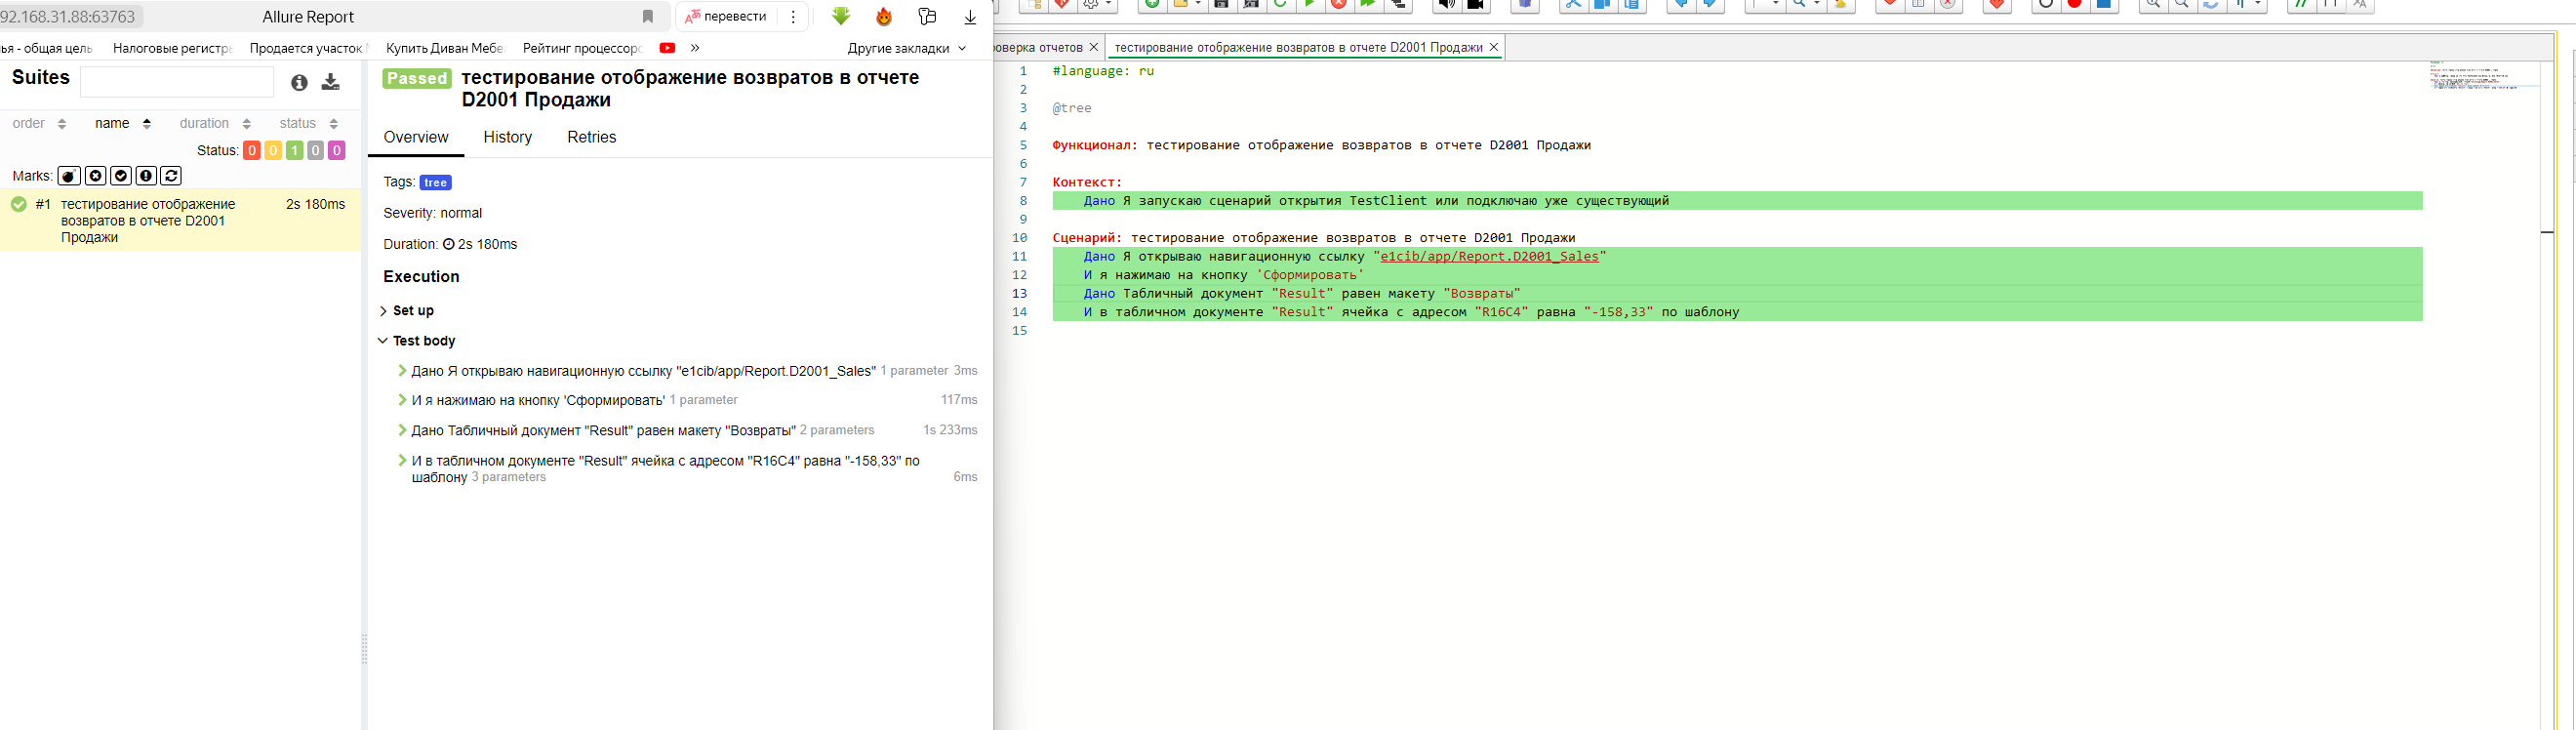 92.168.31.88:63763
Allure Report
перевести
ья - общая цель
Налоговые регистр
Продается участок
Купить Диван Мебе
Рейтинг процессор
»
Другие закладки
Suites
order name duration status
Status: 0 0 1 0 0
Marks:
#1 тестирование отображение возвратов в отчете D2001 Продажи 2s 180ms
Passed тестирование отображение возвратов в отчете
D2001 Продажи
Overview History Retries
Tags: tree
Severity: normal
Duration: 2s 180ms
Execution
Set up
Test body
Дано Я открываю навигационную ссылку "e1cib/app/Report.D2001_Sales" 1 parameter 3ms
И я нажимаю на кнопку 'Сформировать' 1 parameter 117ms
Дано Табличный документ "Result" равен макету "Возвраты" 2 parameters 1s 233ms
И в табличном документе "Result" ячейка с адресом "R16C4" равна "-158,33" по
шаблону 3 parameters 6ms
оверка отчетов
тестирование отображение возвратов в отчете D2001 Продажи
1 #language: ru
2
3 @tree
4
5 Функционал: тестирование отображение возвратов в отчете D2001 Продажи
6
7 Контекст:
8 Дано Я запускаю сценарий открытия TestClient или подключаю уже существующий
9
10 Сценарий: тестирование отображение возвратов в отчете D2001 Продажи
11 Дано Я открываю навигационную ссылку "e1cib/app/Report.D2001_Sales"
12 И я нажимаю на кнопку 'Сформировать'
13 Дано Табличный документ "Result" равен макету "Возвраты"
14 И в табличном документе "Result" ячейка с адресом "R16C4" равна "-158,33" по шаблону
15